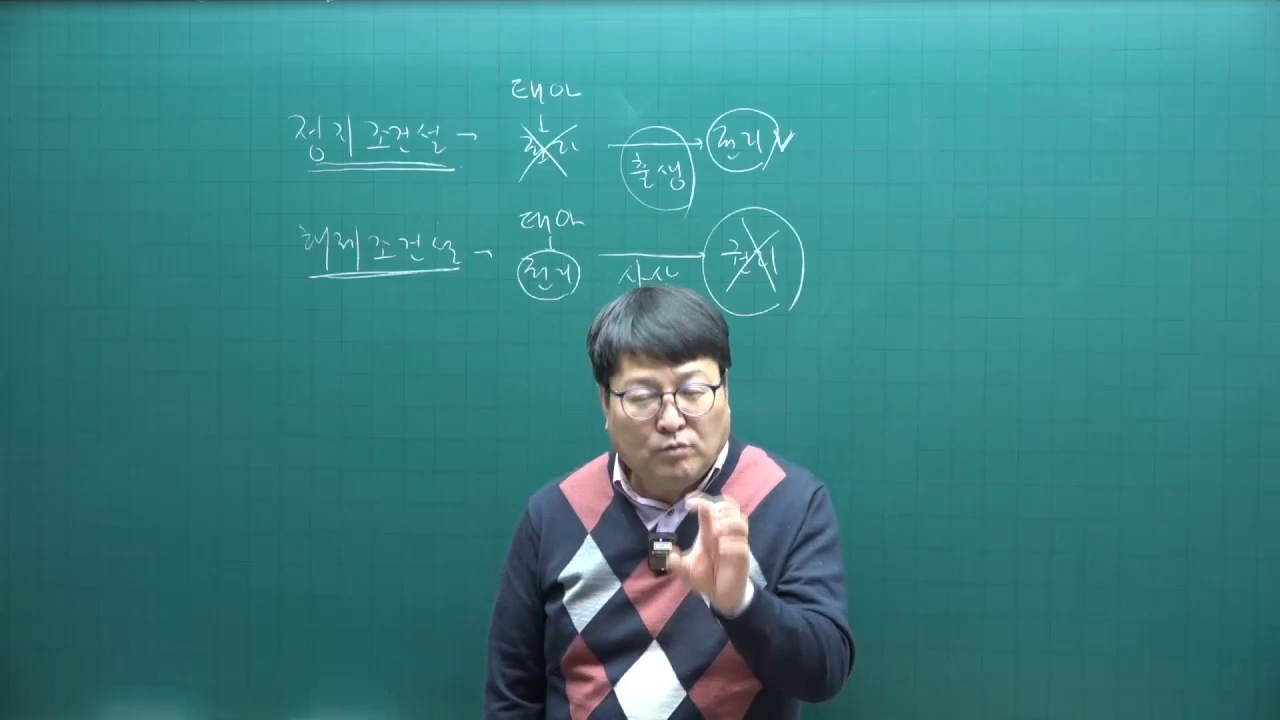 태아
정지조건설 → 권리 → 출생 권리 ✓
태아
해제조건설 → 권리 사산 권리